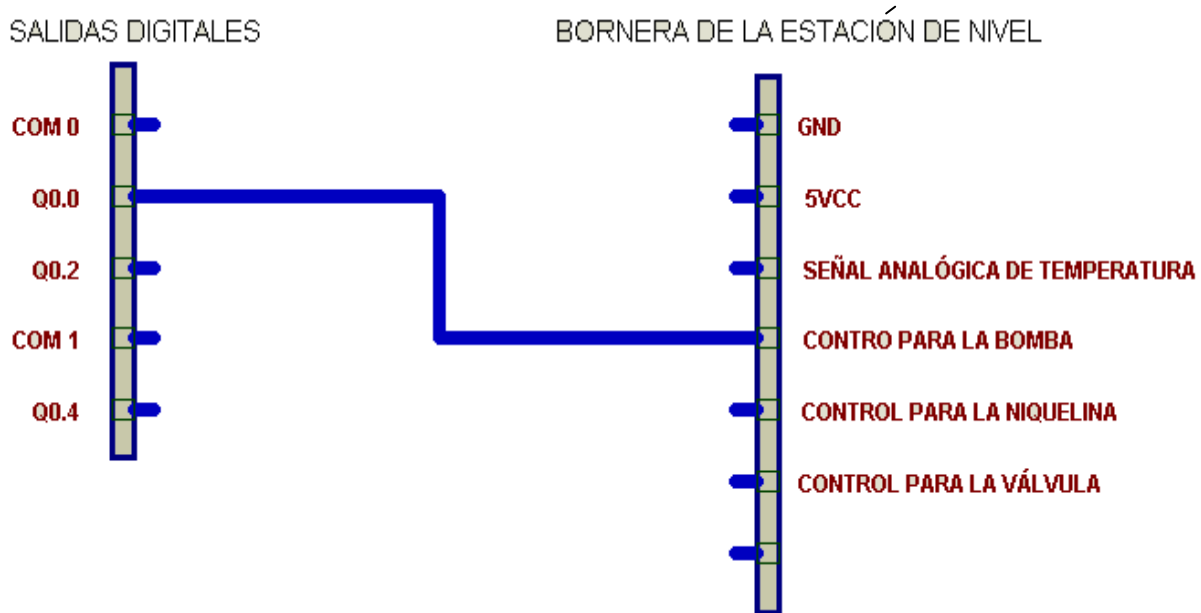 SALIDAS DIGITALES
COM 0
Q0.0
Q0.2
COM 1
Q0.4
BORNERA DE LA ESTACIÓN DE NIVEL
GND
5VCC
SEÑAL ANALÓGICA DE TEMPERATURA
CONTRO PARA LA BOMBA
CONTROL PARA LA NIQUELINA
CONTROL PARA LA VÁLVULA